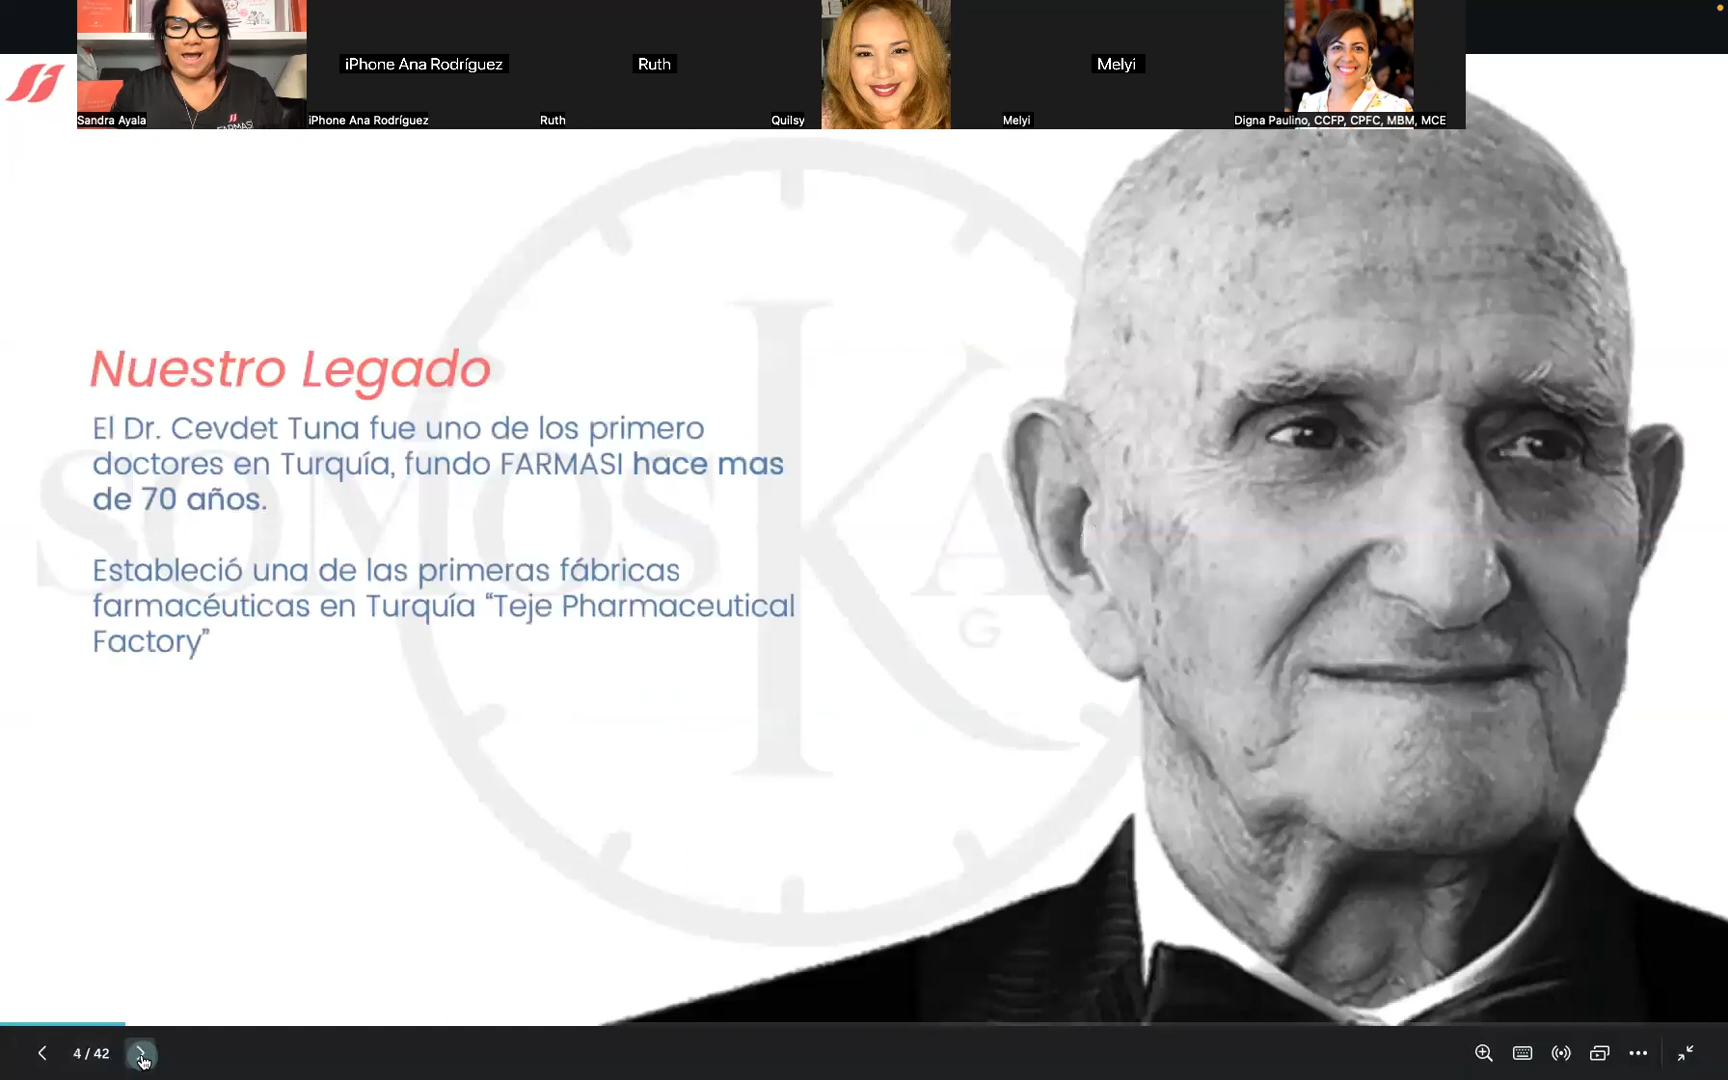 iPhone Ana Rodríguez
Ruth
Melyi
Sandra Ayala
iPhone Ana Rodríguez
Ruth
Quilsy
Melyi
Digna Paulino, CCFP, CPFC, MBM, MCE
FARMASI
Nuestro Legado
El Dr. Cevdet Tuna fue uno de los primero
doctores en Turquía, fundo FARMASI hace mas
de 70 años.
Estableció una de las primeras fábricas
farmacéuticas en Turquía “Teje Pharmaceutical
Factory”
SOMOS K A
G
4 / 42